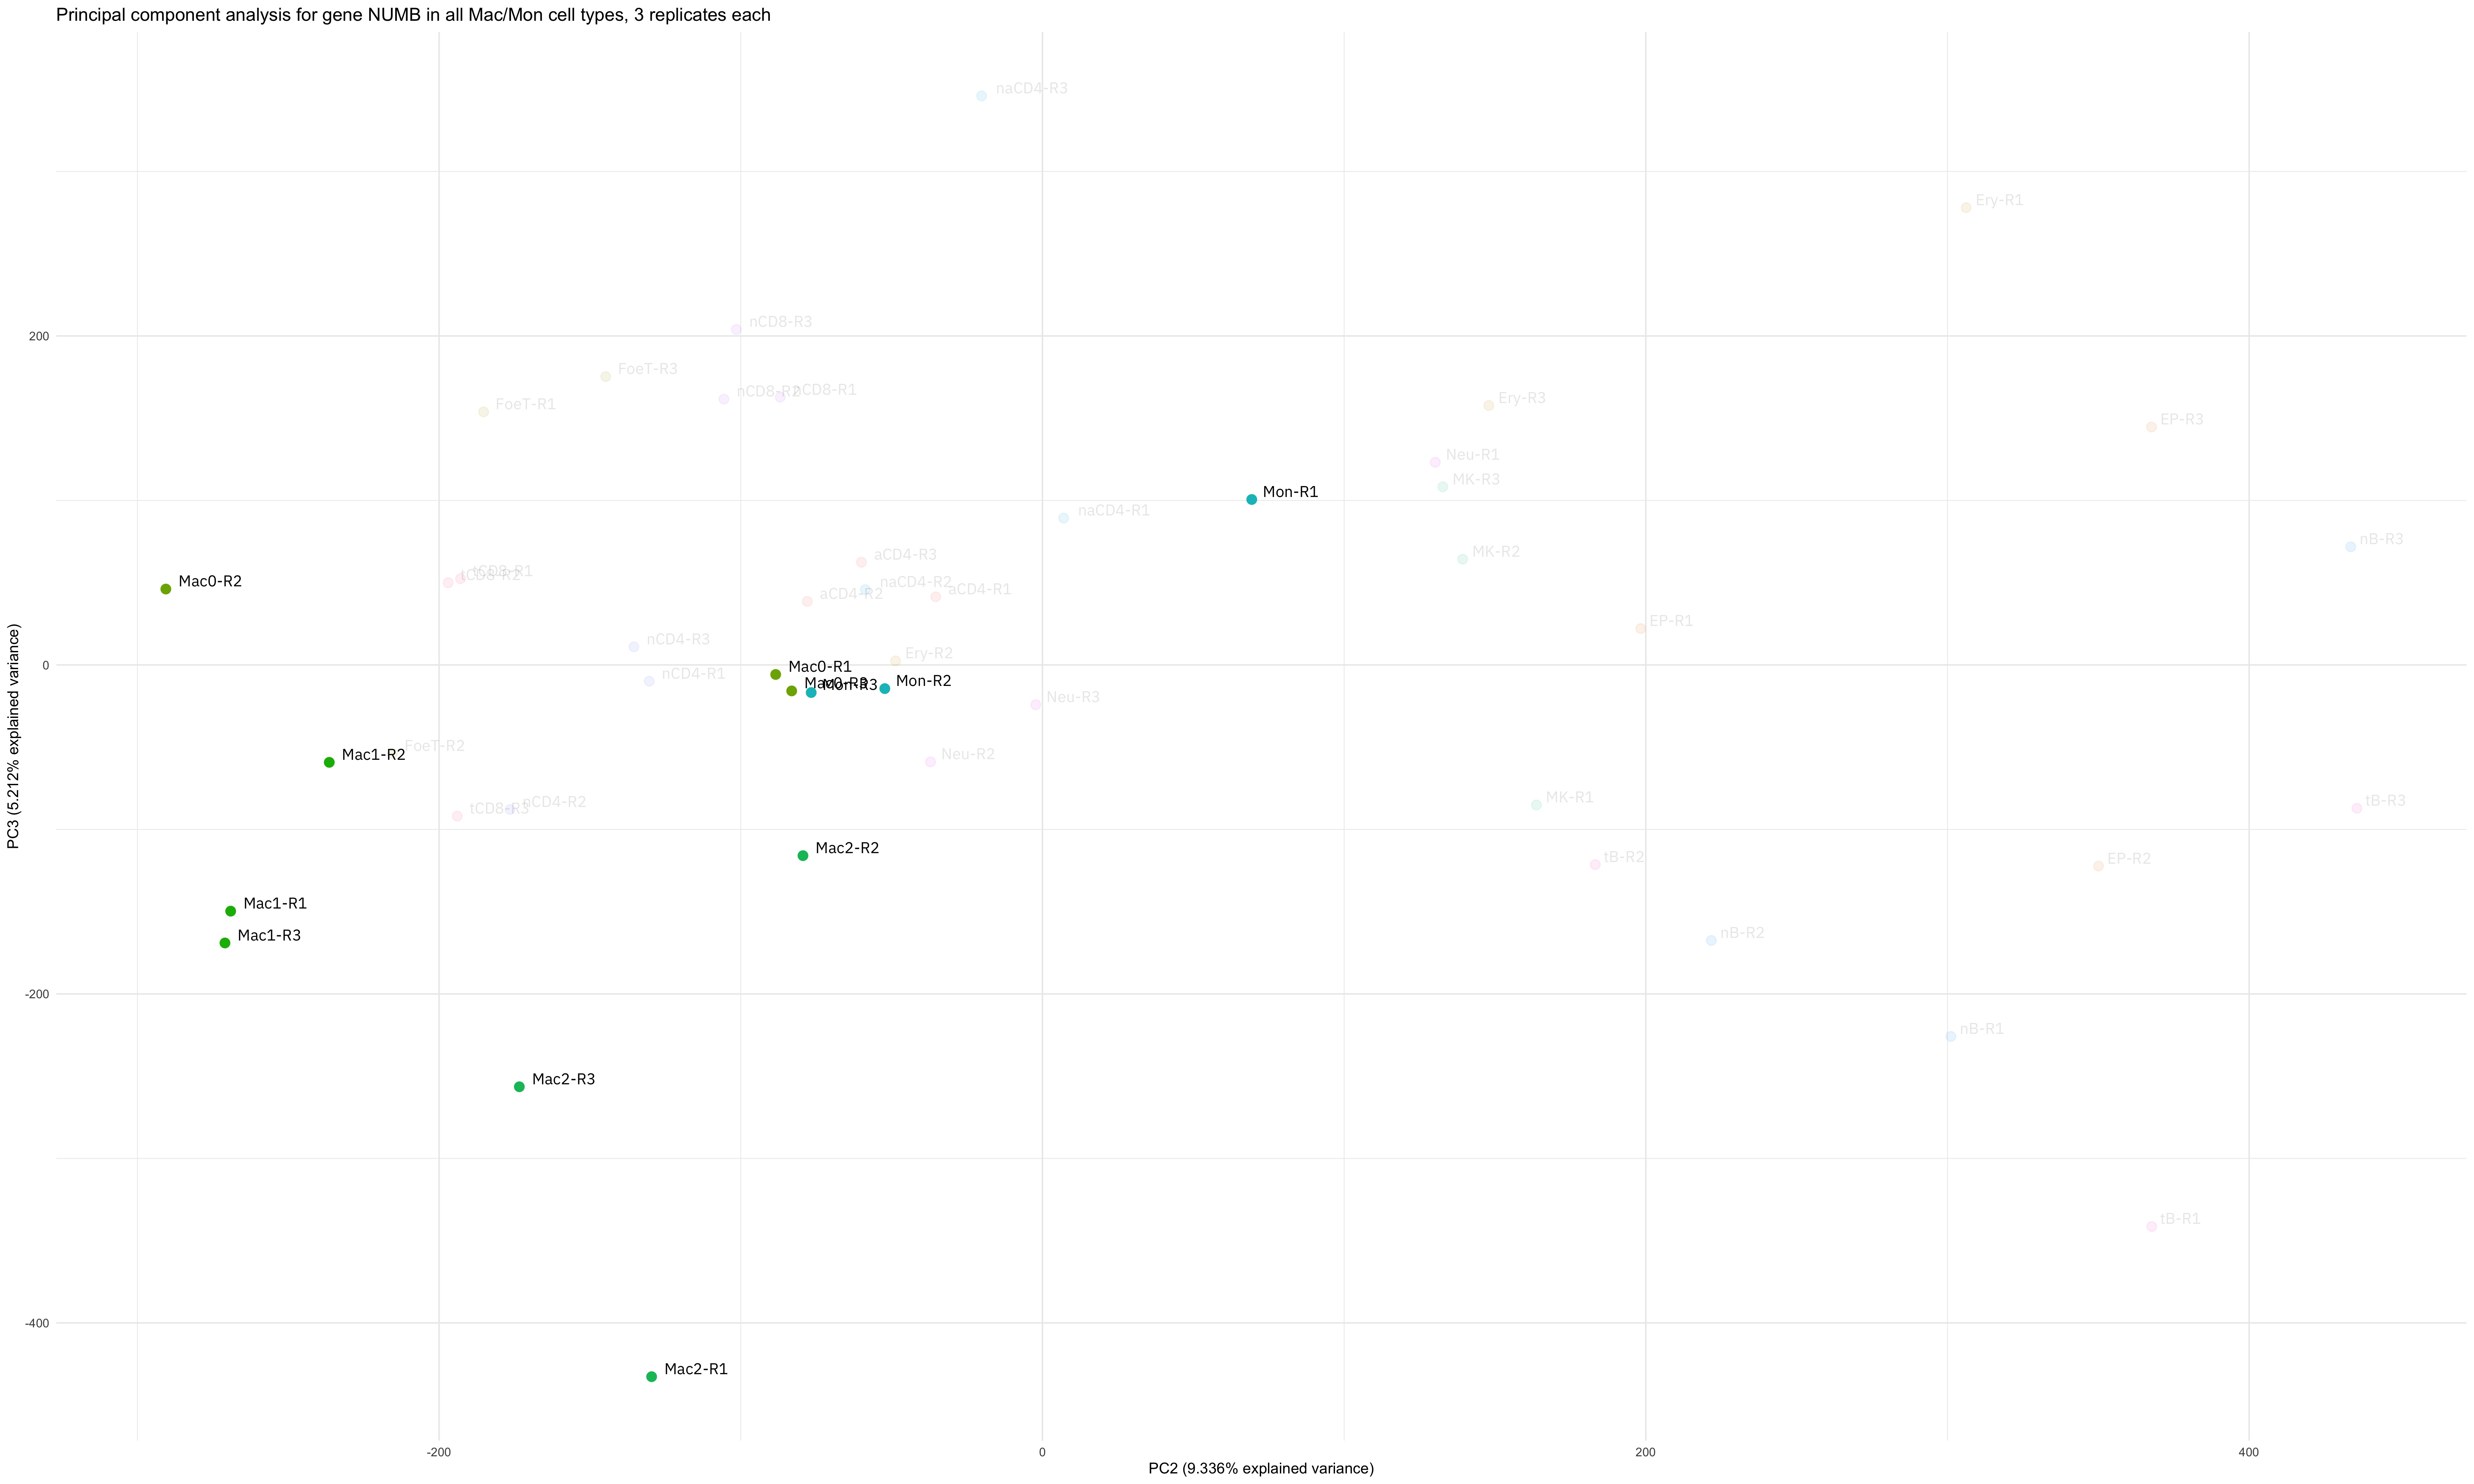 Principal component analysis for gene NUMB in all Mac/Mon cell types, 3 replicates each
naCD4-R3
Ery-R1
nCD8-R3
200
FoeT-R3
nCD8-R2
nCD8-R1
FoeT-R1
Ery-R3
EP-R3
Neu-R1
MK-R3
Mon-R1
naCD4-R1
nB-R3
MK-R2
aCD4-R3
tCD8-R1
tCD8-R2
Mac0-R2
naCD4-R2
aCD4-R1
aCD4-R2
EP-R1
nCD4-R3
Ery-R2
0
Mac0-R1
nCD4-R1
Mon-R2
Mac0-R3
Mon-R3
Neu-R3
FoeT-R2
Mac1-R2
Neu-R2
PC3 (5.212% explained variance)
MK-R1
tB-R3
nCD4-R2
tCD8-R3
Mac2-R2
tB-R2
EP-R2
Mac1-R1
nB-R2
Mac1-R3
-200
nB-R1
Mac2-R3
tB-R1
-400
Mac2-R1
-200
0
200
400
PC2 (9.336% explained variance)